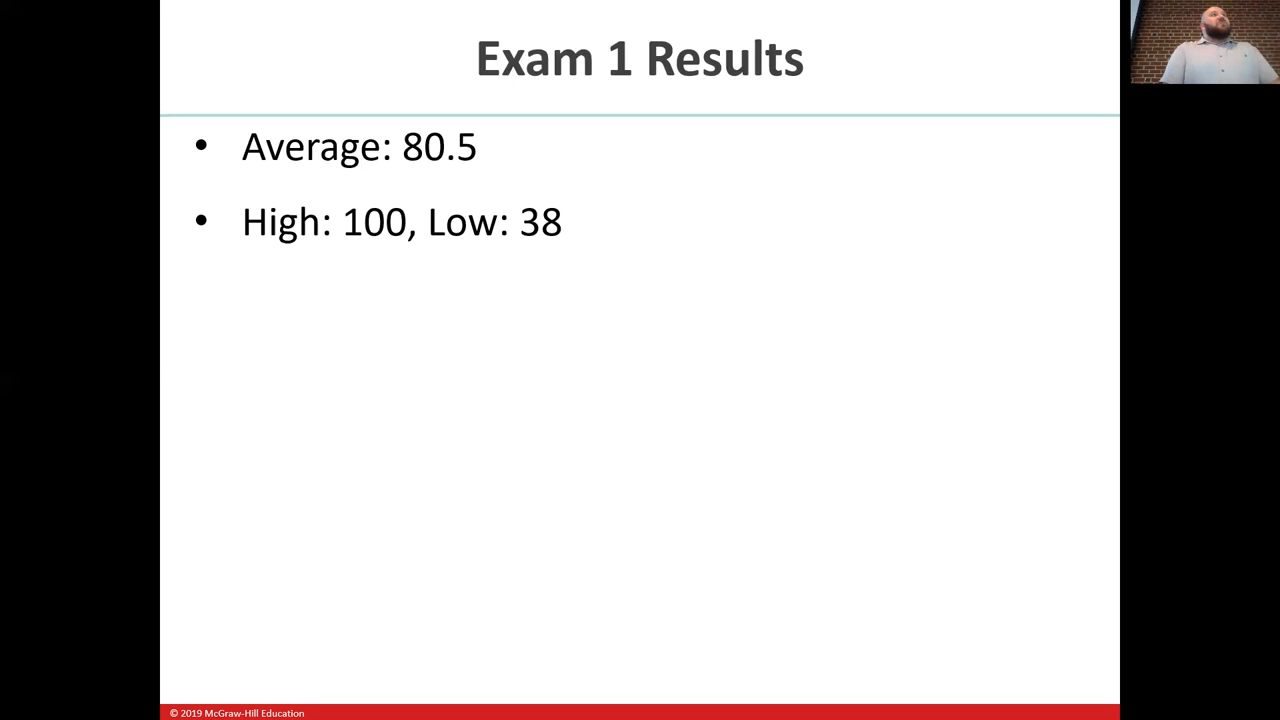 Exam 1 Results
• Average: 80.5
• High: 100, Low: 38
© 2019 McGraw-Hill Education